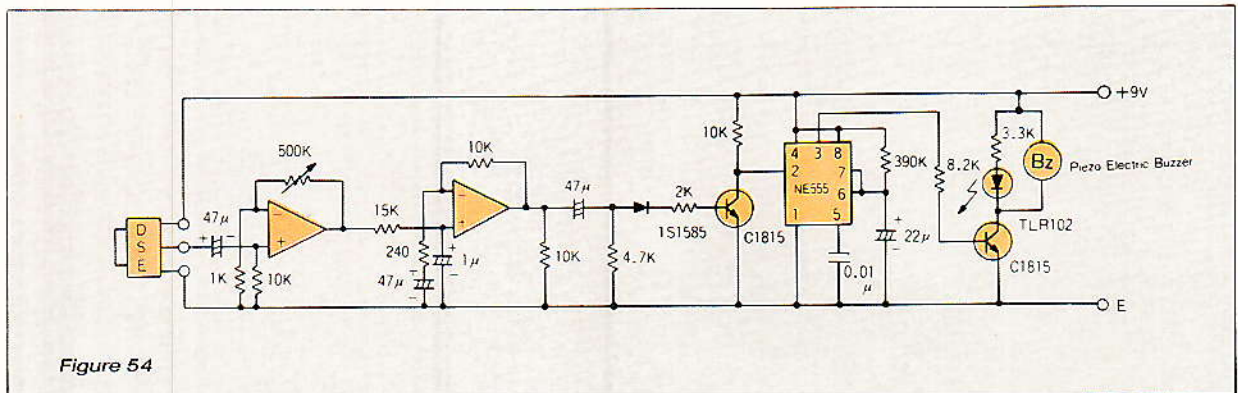 +9V
10K
500K
10K
3.3K
4 3 8
Bz
Piezo Electric Buzzer
390K
8.2K
2
7
47μ
2K
NE555
6
D
S
E
47μ
+ -
-
+
15K
-
+
240
+
1μ
-
1S1585
C1815
1
5
+
22μ
-
TLR102
1K
10K
47μ
+
-
10K
4.7K
0.01
μ
C1815
E
Figure 54